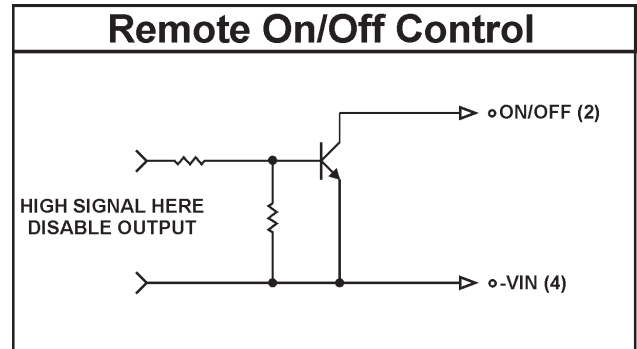 Remote On/Off Control
ON/OFF (2)
HIGH SIGNAL HERE
DISABLE OUTPUT
-VIN (4)